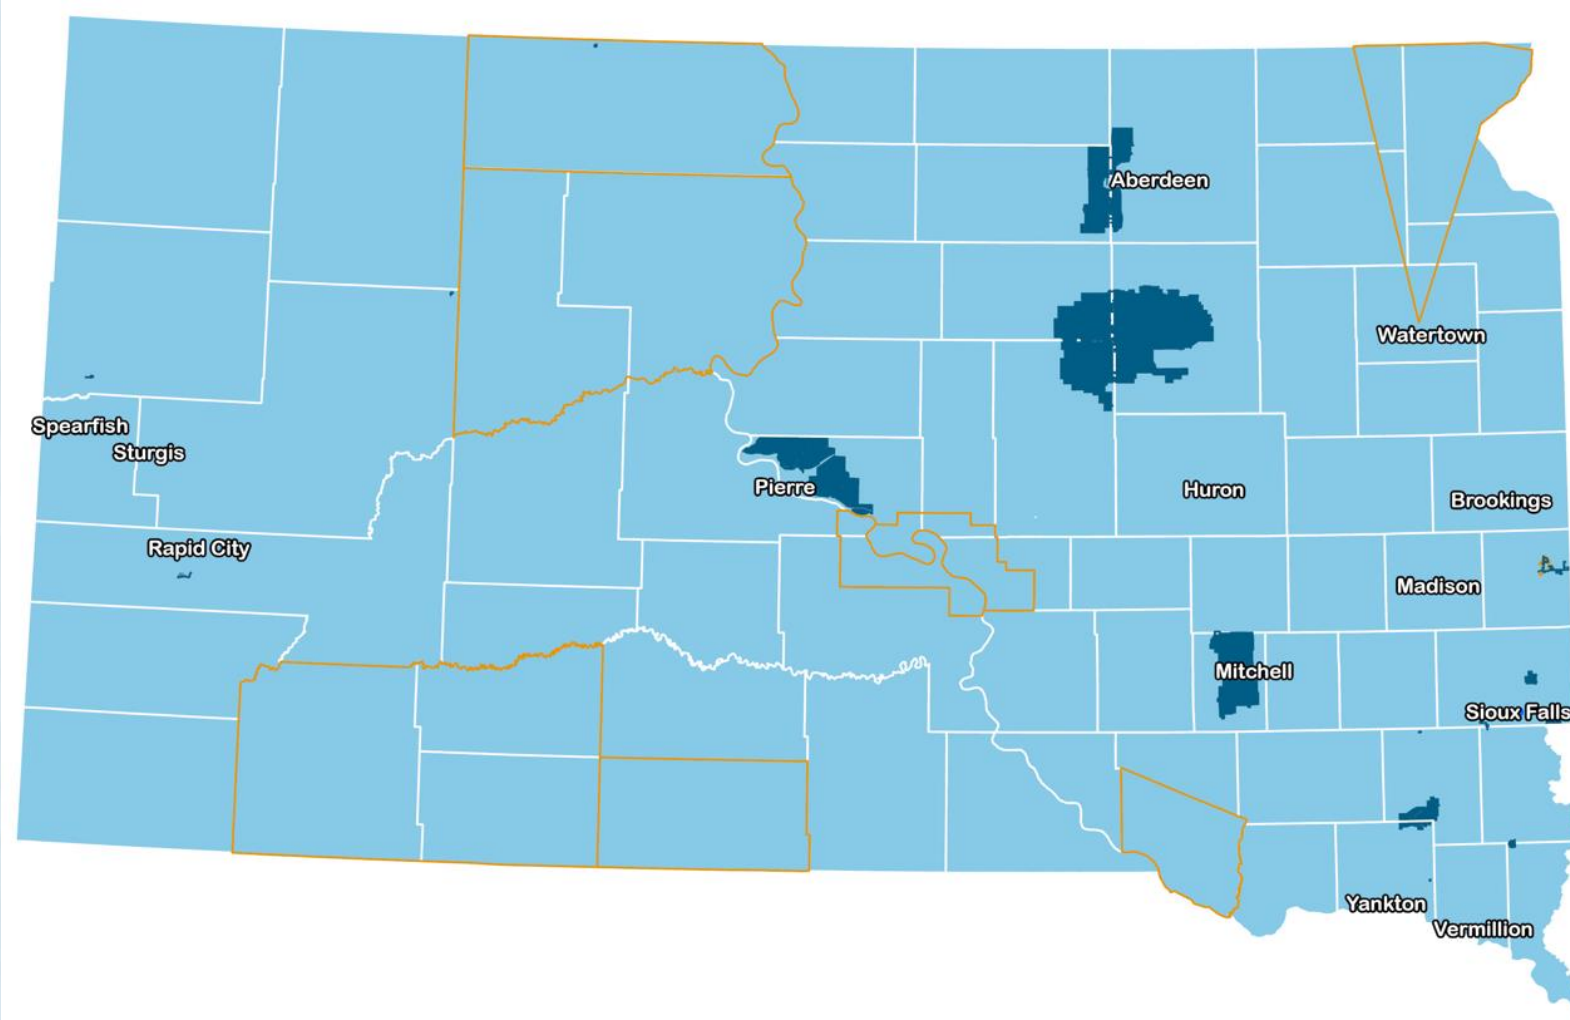 Aberdeen
Watertown
Spearfish
Sturgis
Pierre
Huron
Brookings
Rapid City
Madison
Mitchell
Sioux Falls
Yankton
Vermillion